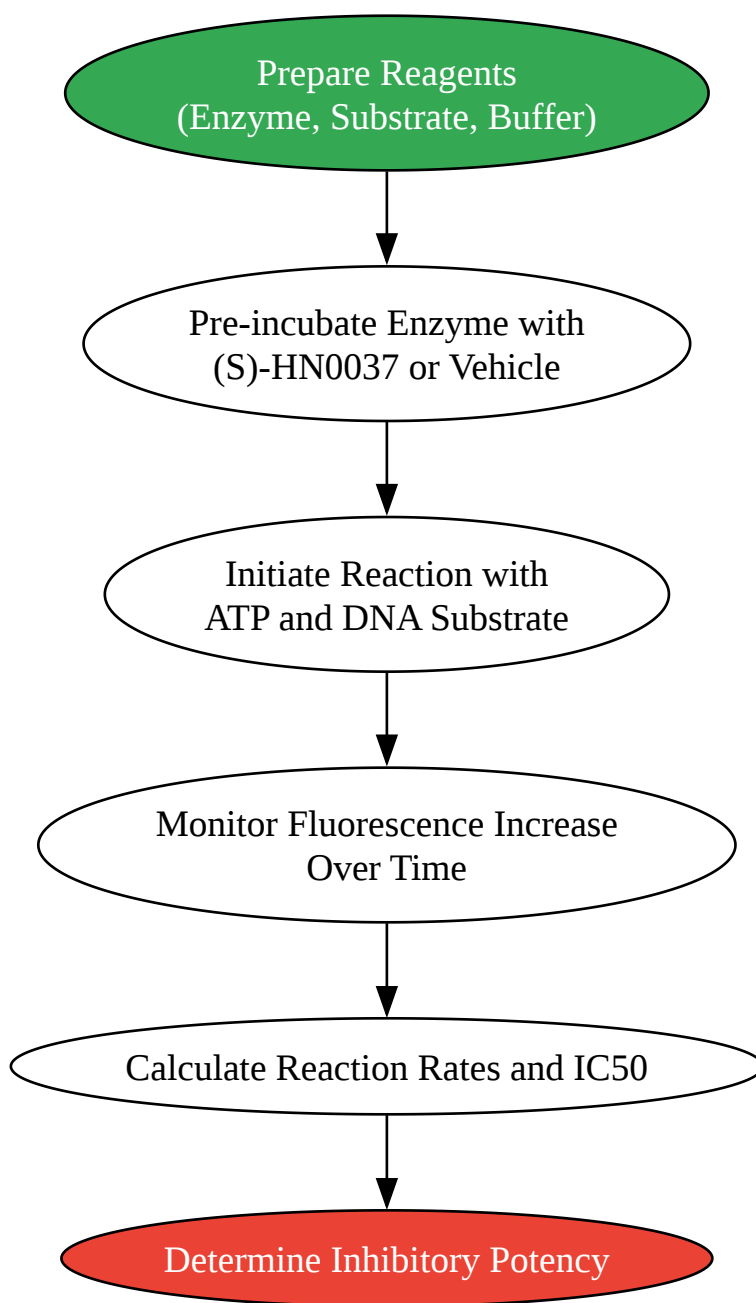 Prepare Reagents
(Enzyme, Substrate, Buffer)
Pre-incubate Enzyme with
(S)-HN0037 or Vehicle
Initiate Reaction with
ATP and DNA Substrate
Monitor Fluorescence Increase
Over Time
Calculate Reaction Rates and IC50
Determine Inhibitory Potency